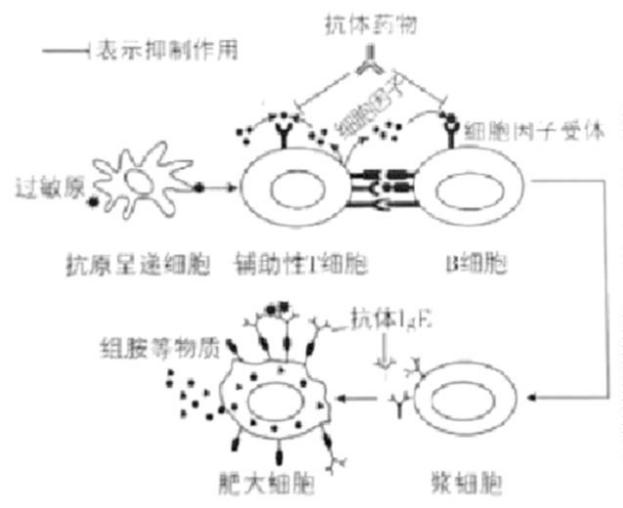 抗体药物
表示抑制作用
细胞因子
细胞因子受体
过敏原
抗原呈递细胞
辅助性T细胞
B细胞
抗体IgE
组胺等物质
肥大细胞
浆细胞